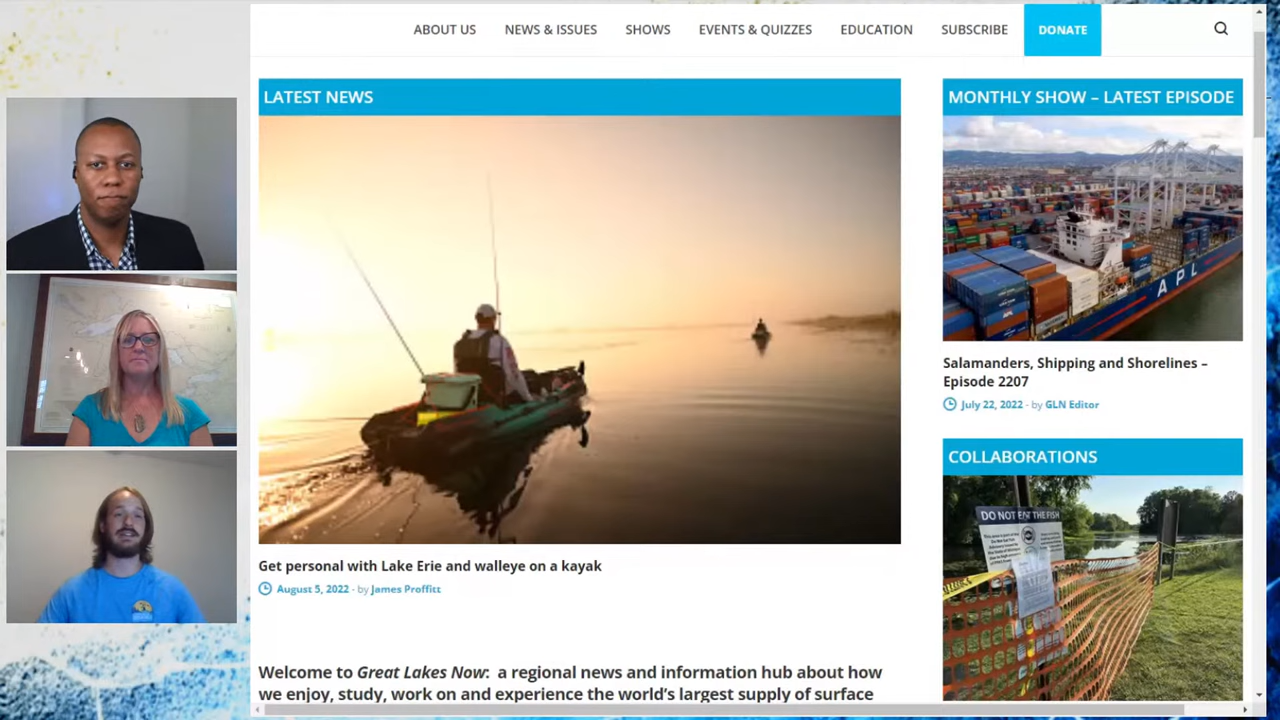 ABOUT US NEWS & ISSUES SHOWS EVENTS & QUIZZES EDUCATION SUBSCRIBE DONATE
LATEST NEWS
Get personal with Lake Erie and walleye on a kayak
August 5, 2022 - by James Proffitt
Welcome to Great Lakes Now: a regional news and information hub about how
we enjoy, study, work on and experience the world's largest supply of surface
MONTHLY SHOW – LATEST EPISODE
APL
Salamanders, Shipping and Shorelines –
Episode 2207
July 22, 2022 - by GLN Editor
COLLABORATIONS
DO NOT EAT THE FISH